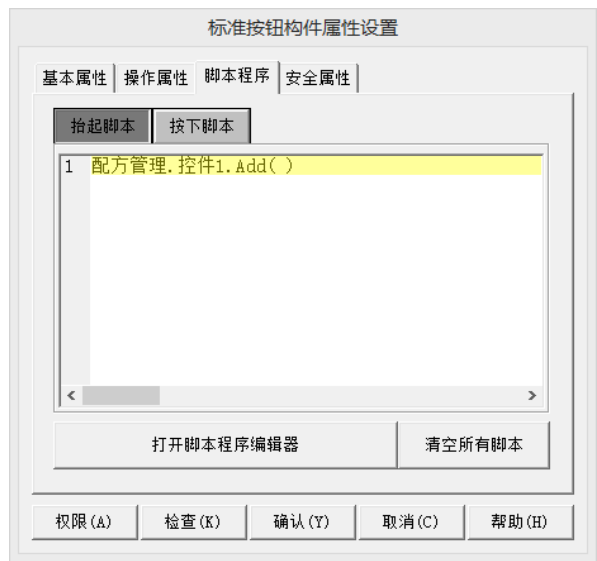 标准按钮构件属性设置
基本属性 操作属性 脚本程序 安全属性
抬起脚本 按下脚本
1 配方管理.控件1.Add( )
打开脚本程序编辑器 清空所有脚本
权限(A) 检查(K) 确认(Y) 取消(C) 帮助(H)